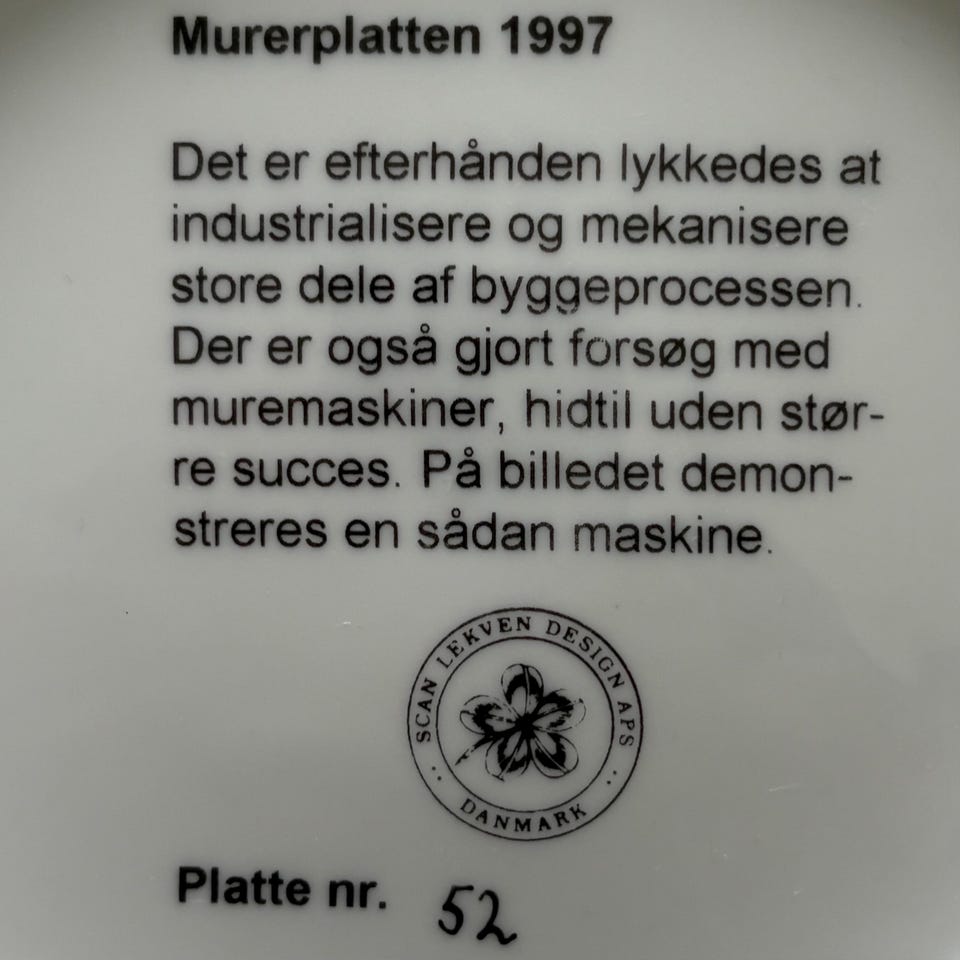 Murerplatten 1997
Det er efterhånden lykkedes at
industrialisere og mekanisere
store dele af byggeprocessen.
Der er også gjort forsøg med
muremaskiner, hidtil uden stør-
re succes. På billedet demon-
streres en sådan maskine.
SCAN LEKVEN DESIGN APS
DANMARK
Platte nr. 52